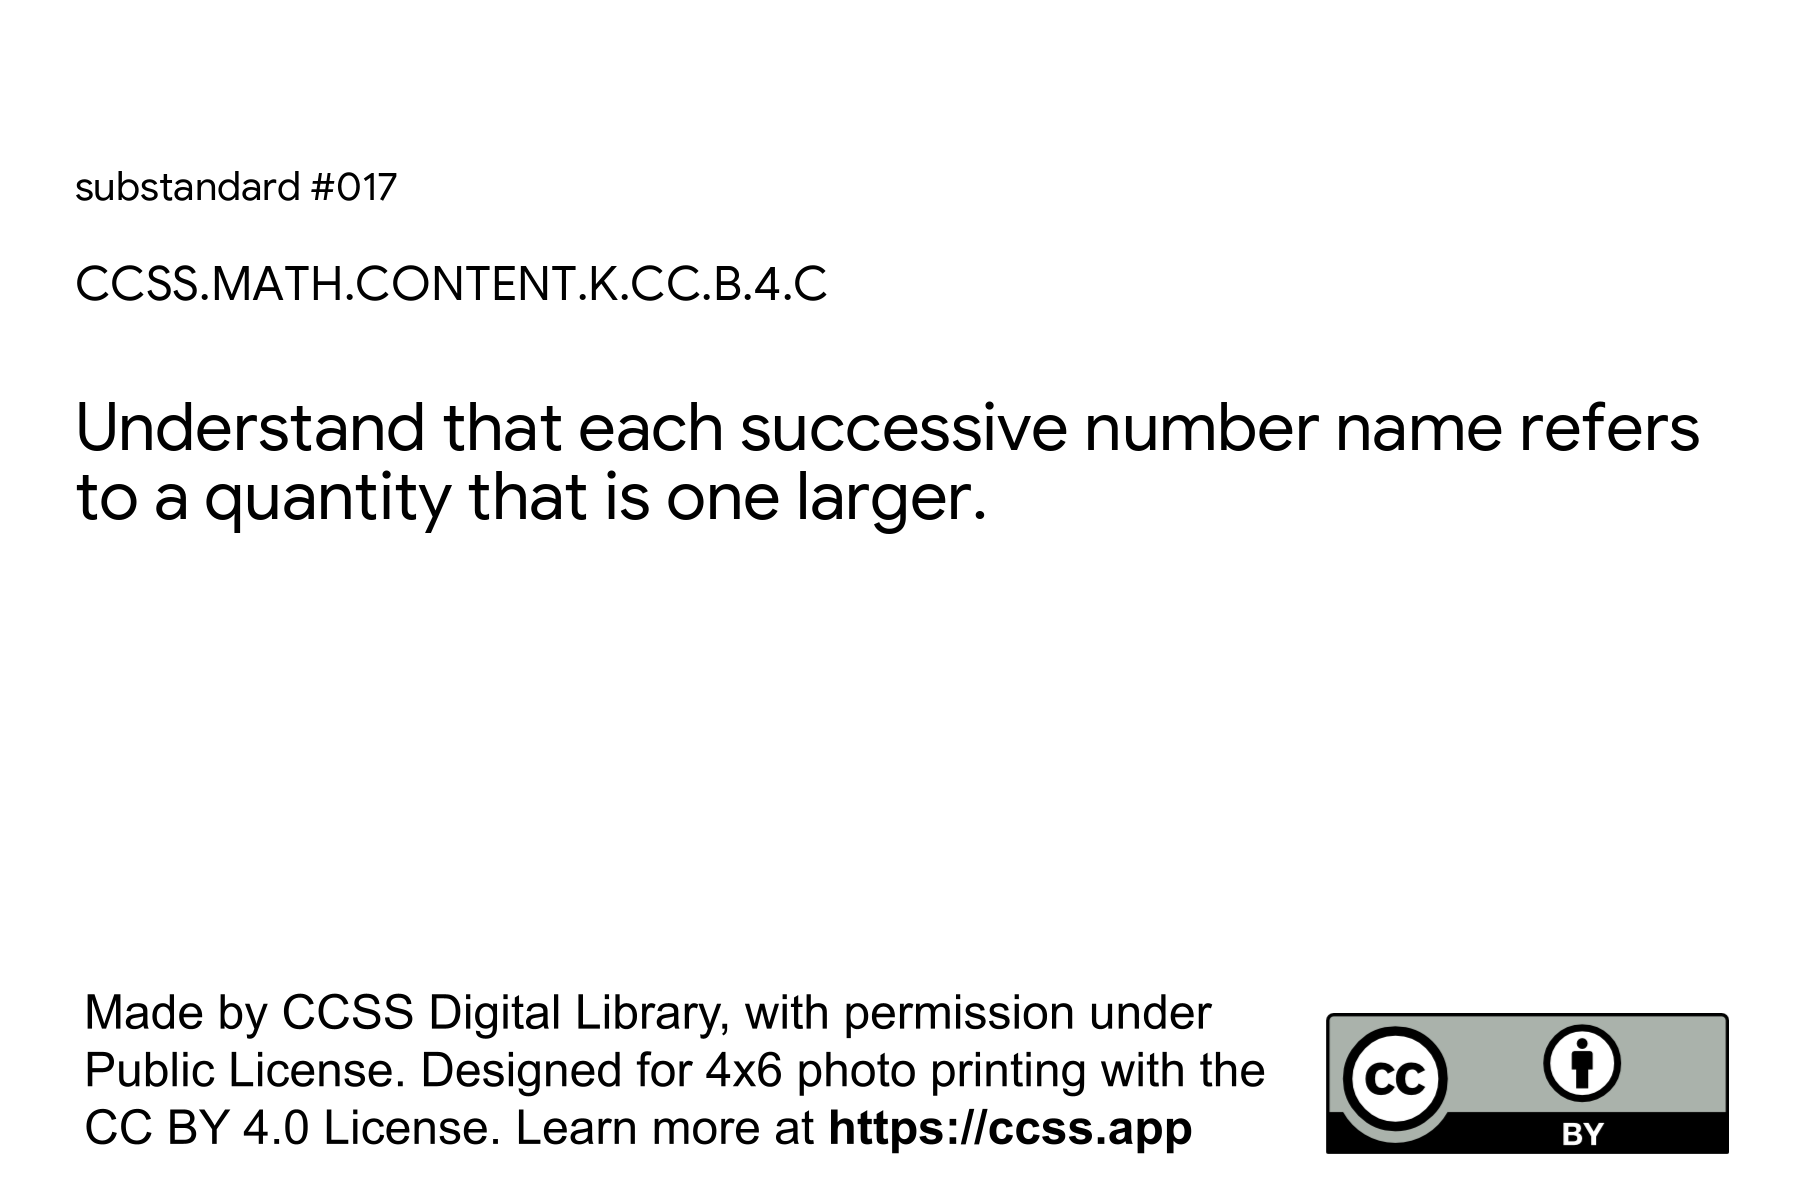 substandard #017
CCSS.MATH.CONTENT.K.CC.B.4.C
Understand that each successive number name refers
to a quantity that is one larger.
Made by CCSS Digital Library, with permission under
Public License. Designed for 4x6 photo printing with the
CC BY 4.0 License. Learn more at https://ccss.app
cc
BY